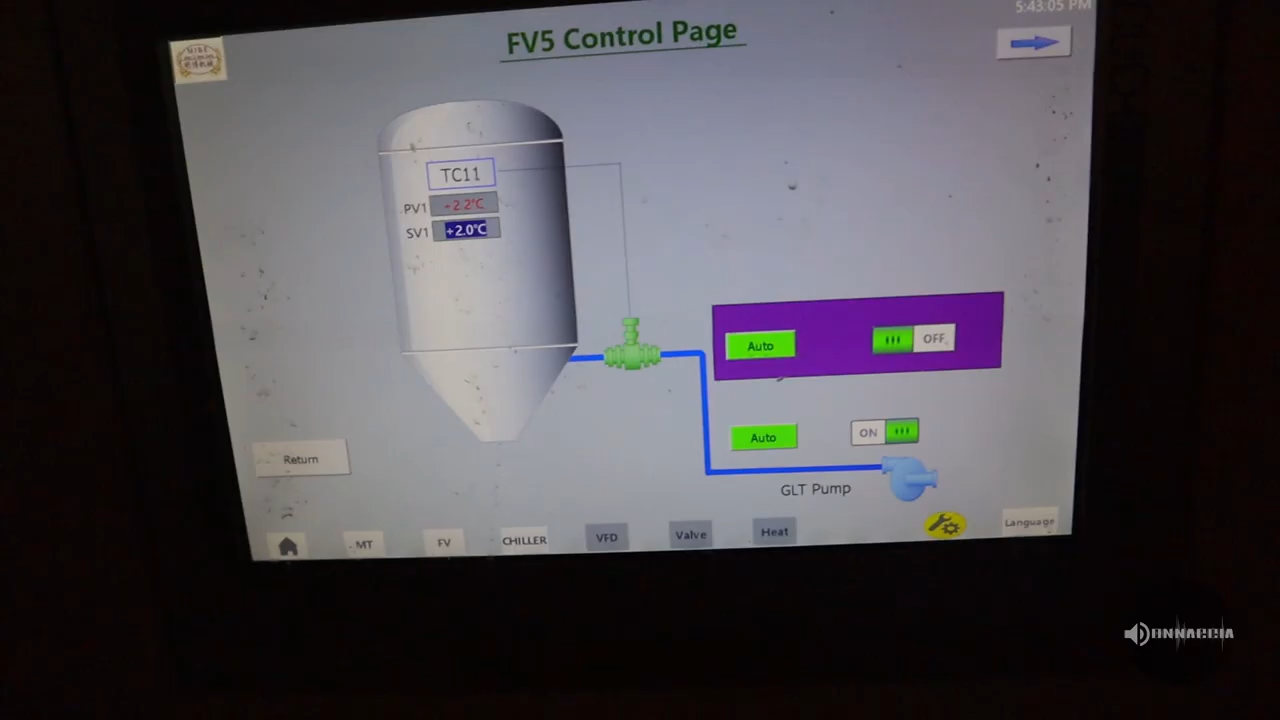 5:43:05 PM
FV5 Control Page
TC11
PV1 +2.2°C
SV1 +2.0°C
Auto OFF
Auto ON
Return
GLT Pump
MT FV CHILLER VFD Valve Heat Language
ANNACCIA